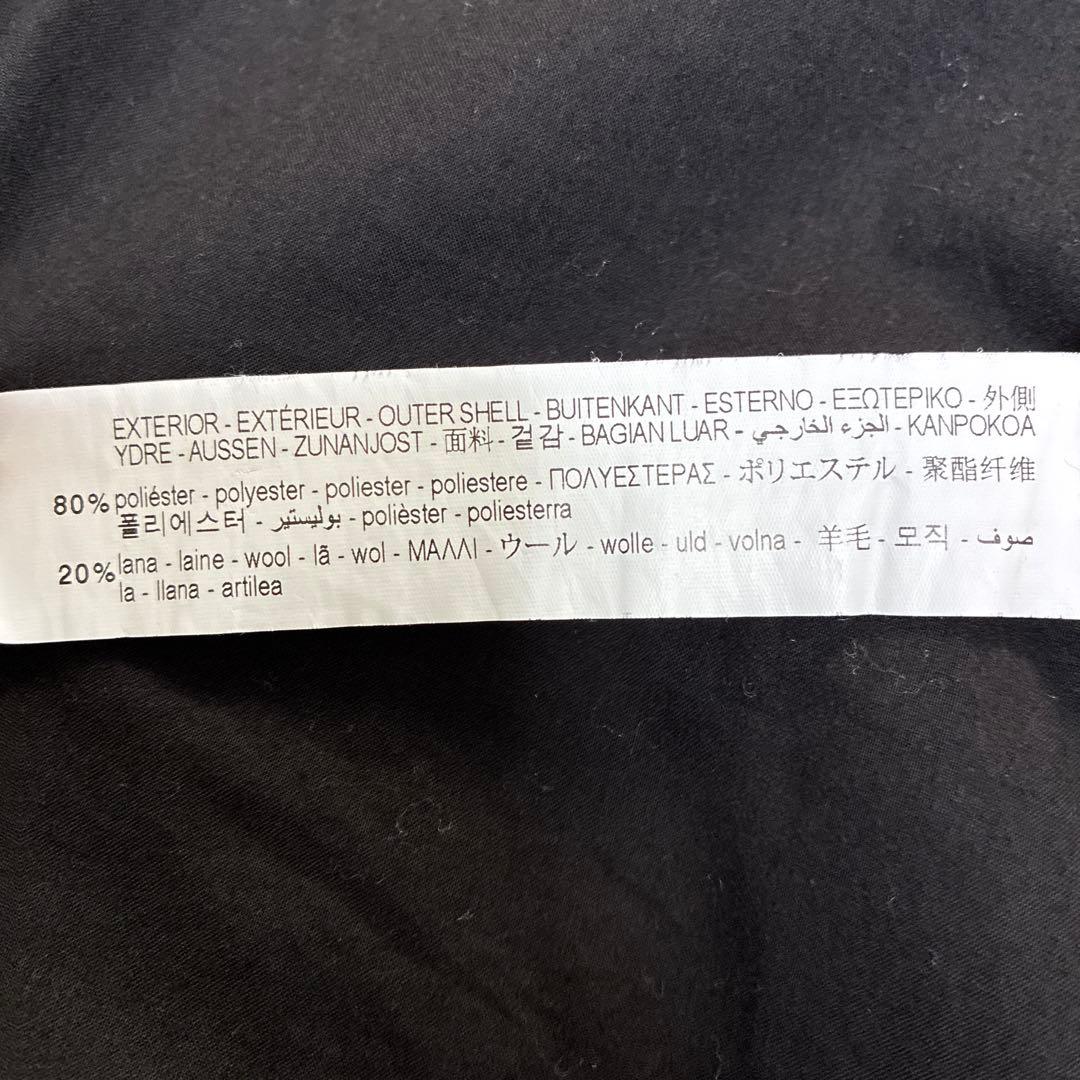 EXTERIOR - EXTÉRIEUR - OUTER SHELL - BUITENKANT - ESTERNO - ΕΞΩΤΕΡΙΚΟ - 外側
YDRE - AUSSEN - ZUNANJOST - 面料 - 겉감 - BAGIAN LUAR - الجزء الخارجي - KANPOKOA
80% poliéster - polyester - poliester - poliestere - ΠΟΛΥΕΣΤΕΡΑΣ - ポリエステル - 聚酯纤维
폴리에스터 - بوليستير - polièster - poliesterra
20% lana - laine - wool - lã - wol - ΜΑΛΛΙ - ウール - wolle - uld - volna - 羊毛 - 모직 - صوف
la - llana - artilea